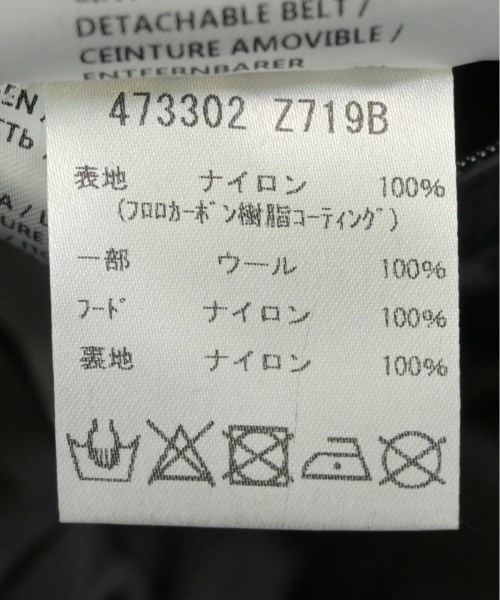 DETACHABLE BELT /
CEINTURE AMOVIBLE /
ENTFERNBARER
473302 Z719B
表地 ナイロン 100%
(フロロカーボン樹脂コーティング)
一部 ウール 100%
フード ナイロン 100%
裏地 ナイロン 100%